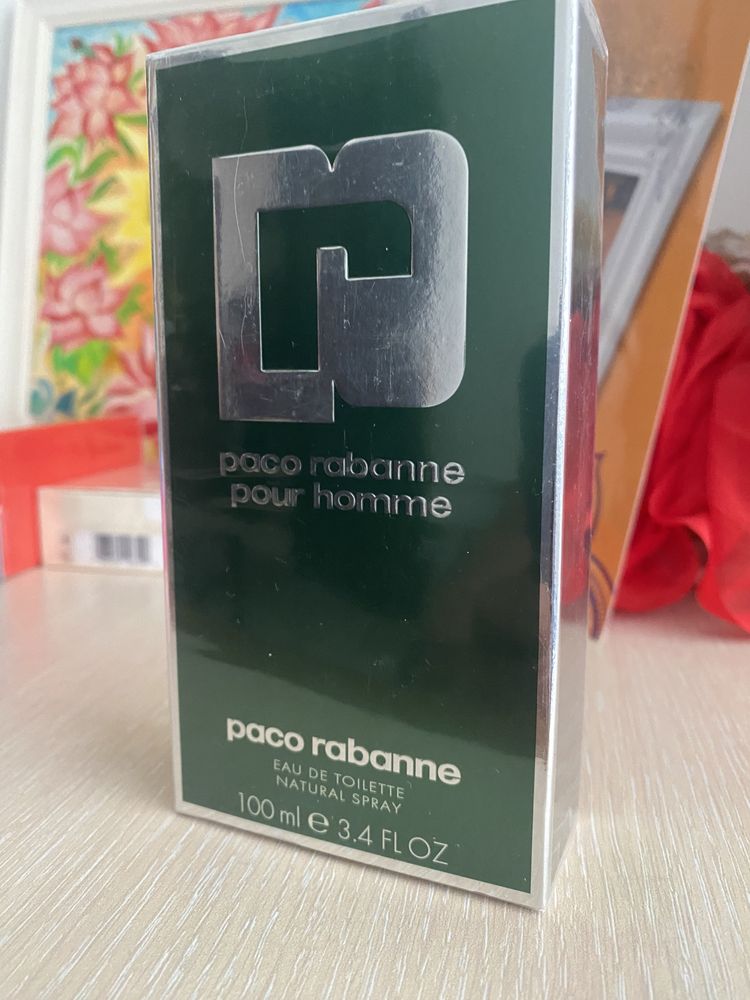 paco rabanne
pour homme
paco rabanne
EAU DE TOILETTE
NATURAL SPRAY
100 ml e 3.4 FL OZ